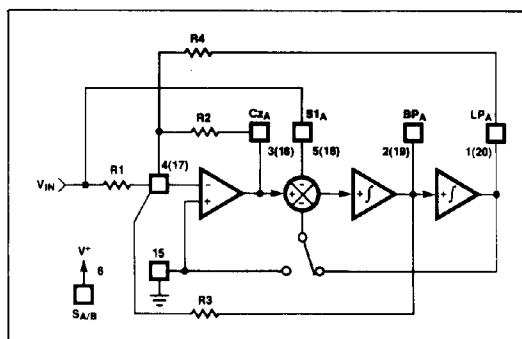 R4
CzA
S1A
BPA
LPA
R2
3(16)
5(16)
2(19)
1(20)
R1
4(17)
VIN
−
+
+
−
−
+∫
+∫
15
V+
6
SA/B
R3